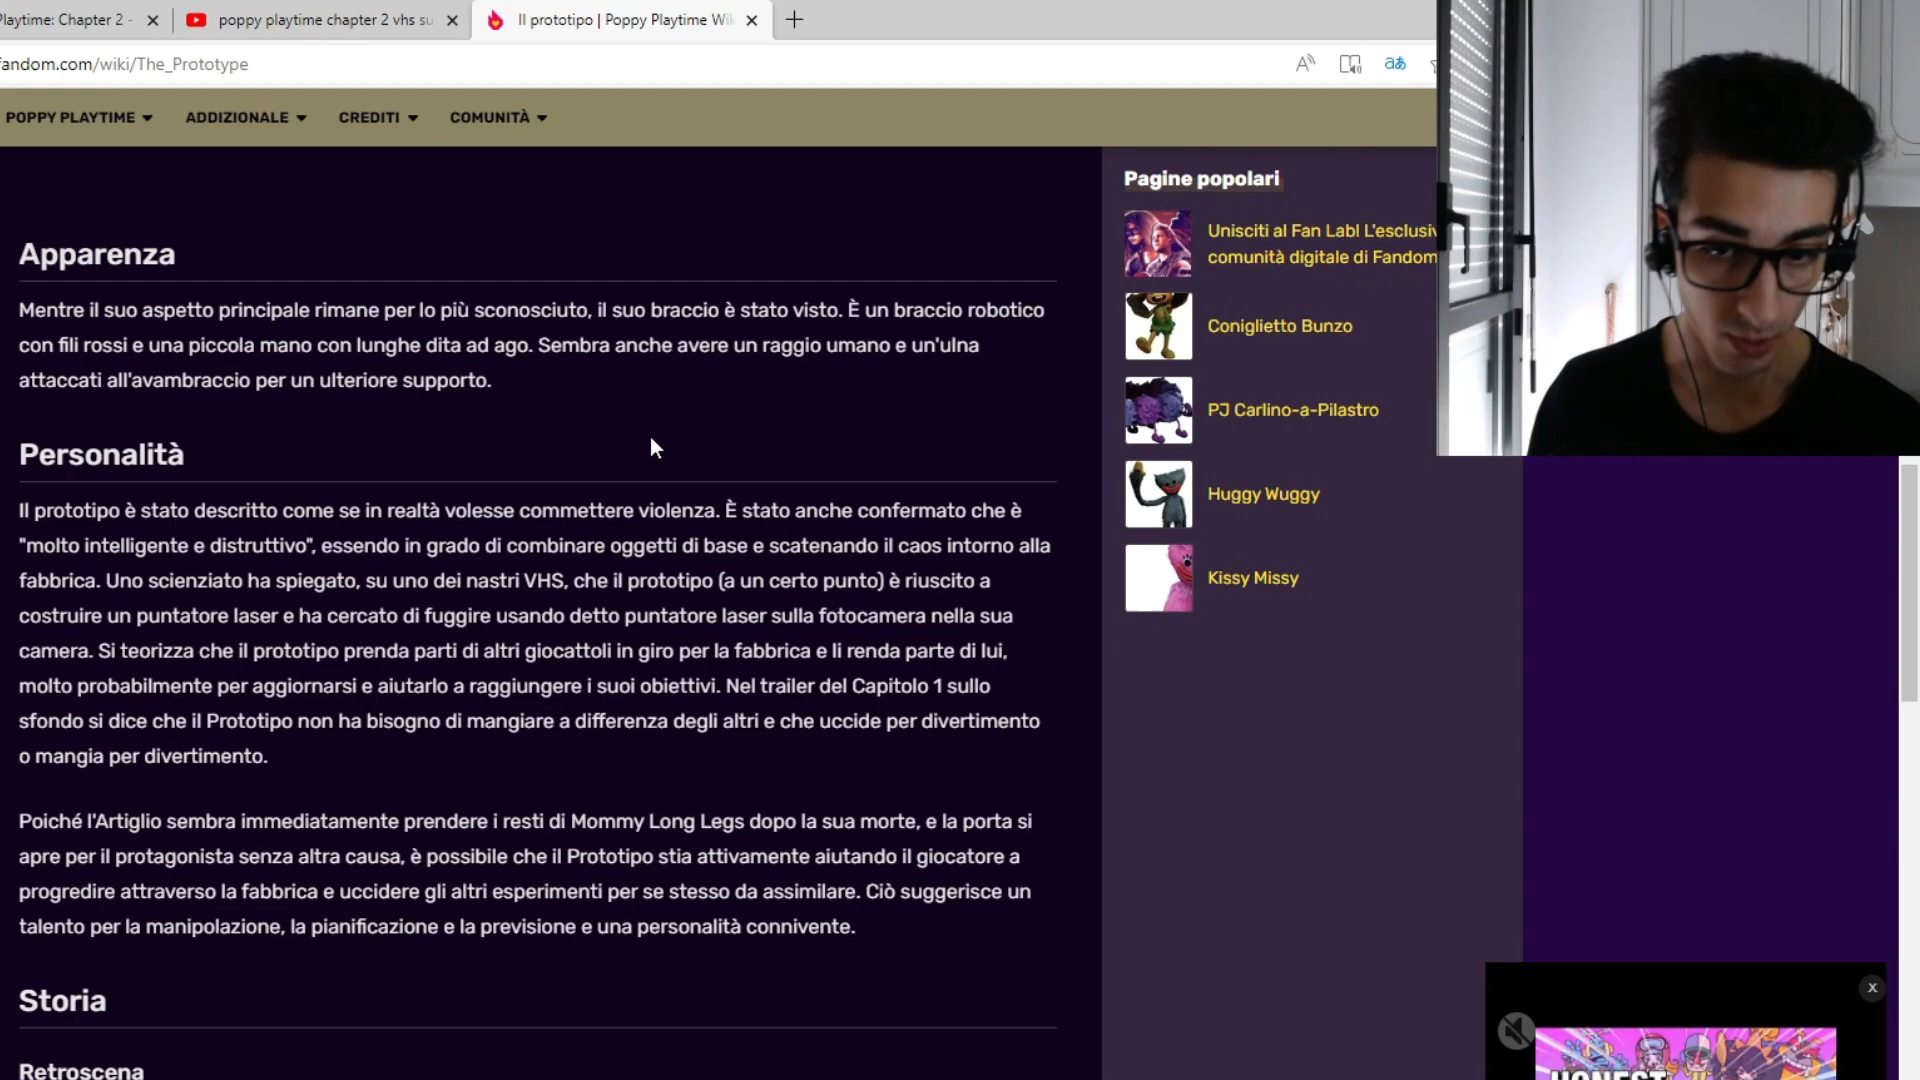 Playtime: Chapter 2 -
poppy playtime chapter 2 vhs su
Il prototipo | Poppy Playtime Wi
fandom.com/wiki/The_Prototype
POPPY PLAYTIME
ADDIZIONALE
CREDITI
COMUNITÀ
Apparenza
Mentre il suo aspetto principale rimane per lo più sconosciuto, il suo braccio è stato visto. È un braccio robotico
con fili rossi e una piccola mano con lunghe dita ad ago. Sembra anche avere un raggio umano e un'ulna
attaccati all'avambraccio per un ulteriore supporto.
Personalità
Il prototipo è stato descritto come se in realtà volesse commettere violenza. È stato anche confermato che è
"molto intelligente e distruttivo", essendo in grado di combinare oggetti di base e scatenando il caos intorno alla
fabbrica. Uno scienziato ha spiegato, su uno dei nastri VHS, che il prototipo (a un certo punto) è riuscito a
costruire un puntatore laser e ha cercato di fuggire usando detto puntatore laser sulla fotocamera nella sua
camera. Si teorizza che il prototipo prenda parti di altri giocattoli in giro per la fabbrica e li renda parte di lui,
molto probabilmente per aggiornarsi e aiutarlo a raggiungere i suoi obiettivi. Nel trailer del Capitolo 1 sullo
sfondo si dice che il Prototipo non ha bisogno di mangiare a differenza degli altri e che uccide per divertimento
o mangia per divertimento.
Poiché l'Artiglio sembra immediatamente prendere i resti di Mommy Long Legs dopo la sua morte, e la porta si
apre per il protagonista senza altra causa, è possibile che il Prototipo stia attivamente aiutando il giocatore a
progredire attraverso la fabbrica e uccidere gli altri esperimenti per se stesso da assimilare. Ciò suggerisce un
talento per la manipolazione, la pianificazione e la previsione e una personalità connivente.
Storia
Retroscena
Pagine popolari
Unisciti al Fan Lab! L'esclusiv
comunità digitale di Fandom
Coniglietto Bunzo
PJ Carlino-a-Pilastro
Huggy Wuggy
Kissy Missy
HONEST